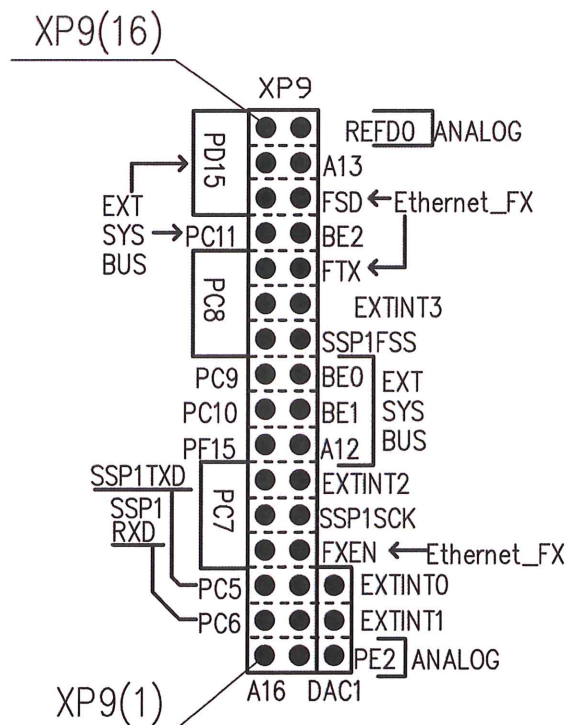 XP9(16)
XP9
PD15
REFD0 ANALOG
A13
EXT
SYS
BUS
FSD Ethernet_FX
PC11 BE2
FTX
PC8
EXTINT3
SSP1FSS
PC9 BE0
EXT
SYS
BUS
PC10 BE1
PF15 A12
SSP1TXD
EXTINT2
SSP1
RXD
PC7
SSP1SCK
FXEN Ethernet_FX
PC5 EXTINT0
PC6 EXTINT1
PE2 ANALOG
A16 DAC1
XP9(1)